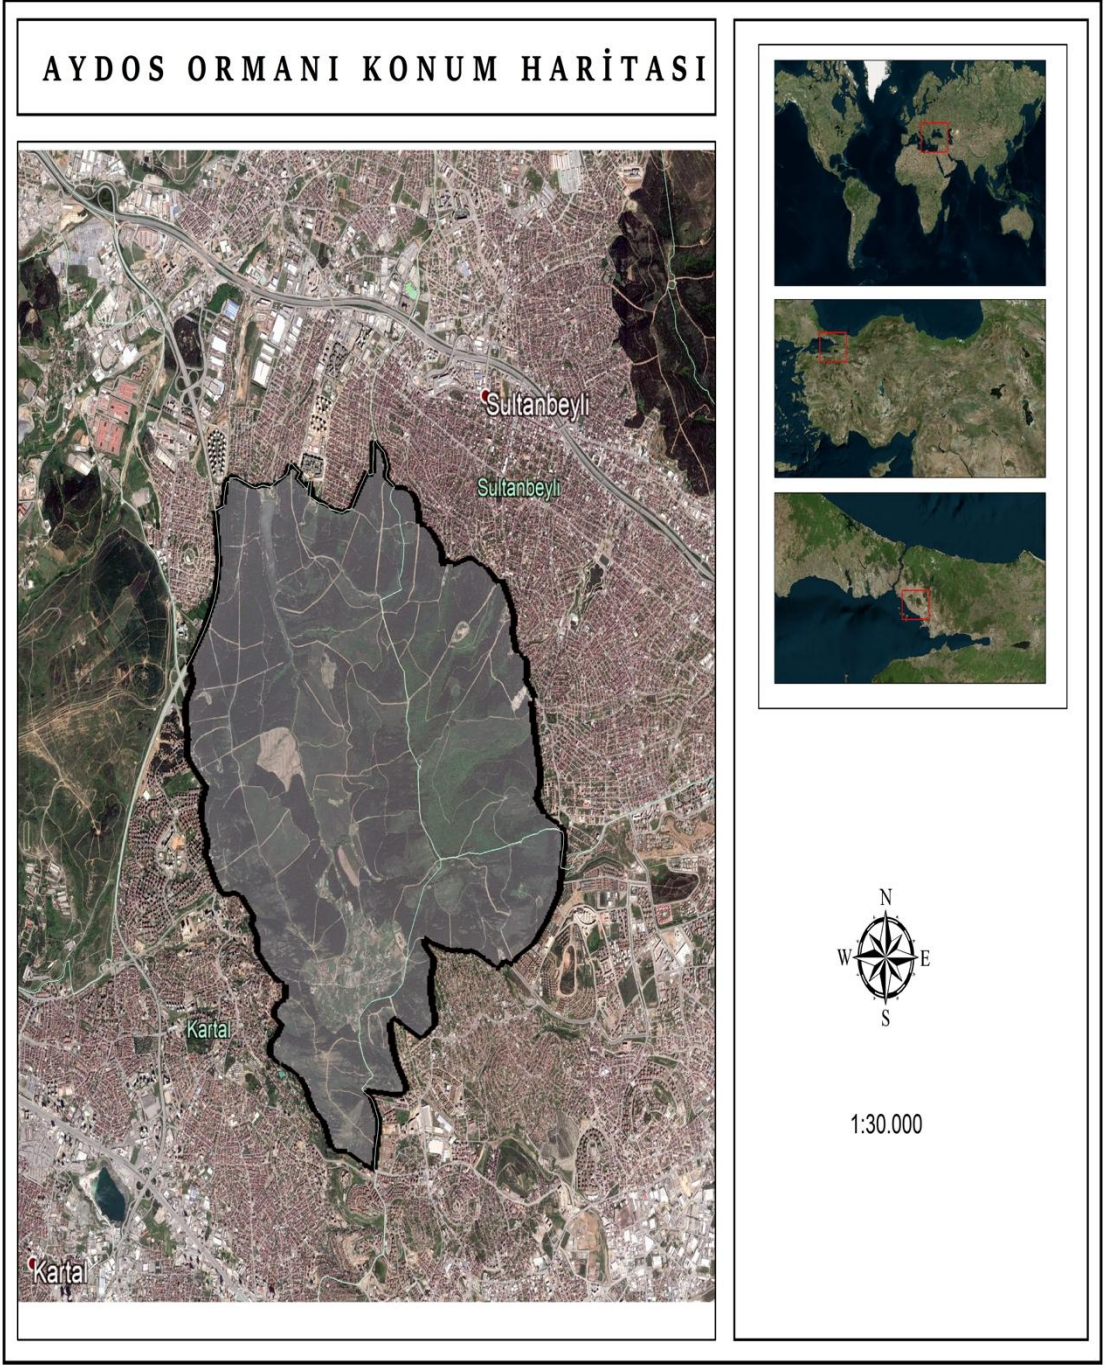 AYDOS ORMANI KONUM HARİTASI
Sultanbeyli
Sultanbeyli
Kartal
Kartal
N
W E
S
1:30.000